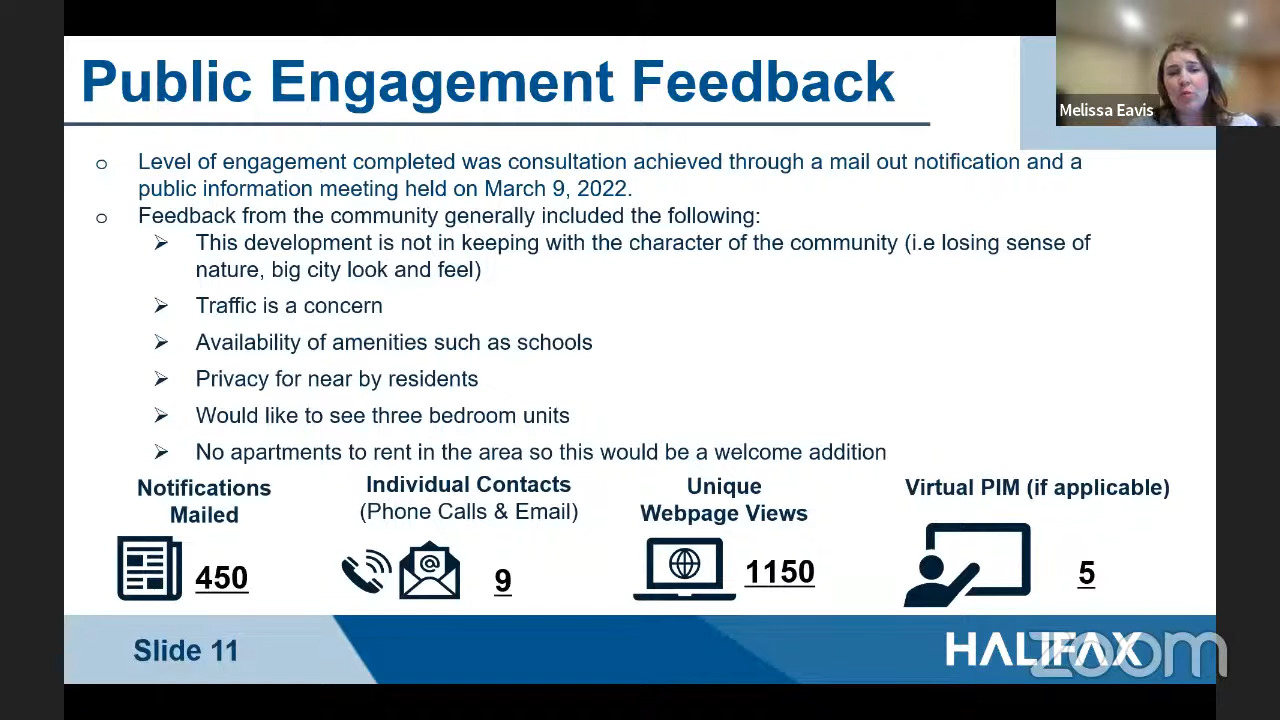 Public Engagement Feedback
Melissa Eavis
o Level of engagement completed was consultation achieved through a mail out notification and a
public information meeting held on March 9, 2022.
o Feedback from the community generally included the following:
➢ This development is not in keeping with the character of the community (i.e losing sense of
nature, big city look and feel)
➢ Traffic is a concern
➢ Availability of amenities such as schools
➢ Privacy for near by residents
➢ Would like to see three bedroom units
➢ No apartments to rent in the area so this would be a welcome addition
Notifications
Mailed
450
Individual Contacts
(Phone Calls & Email)
@
9
Unique
Webpage Views
1150
Virtual PIM (if applicable)
5
Slide 11
HALIFAX
zoom